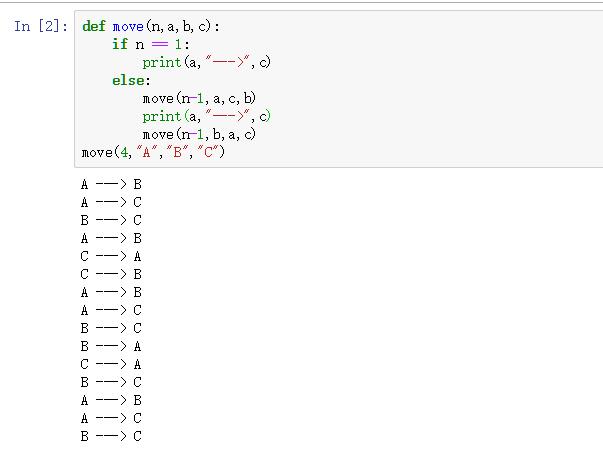 In [2]: def move(n,a,b,c):
    if n == 1:
        print(a,"--->",c)
    else:
        move(n-1,a,c,b)
        print(a,"--->",c)
        move(n-1,b,a,c)
move(4,"A","B","C")
A ---> B
A ---> C
B ---> C
A ---> B
C ---> A
C ---> B
A ---> B
A ---> C
B ---> C
B ---> A
C ---> A
B ---> C
A ---> B
A ---> C
B ---> C